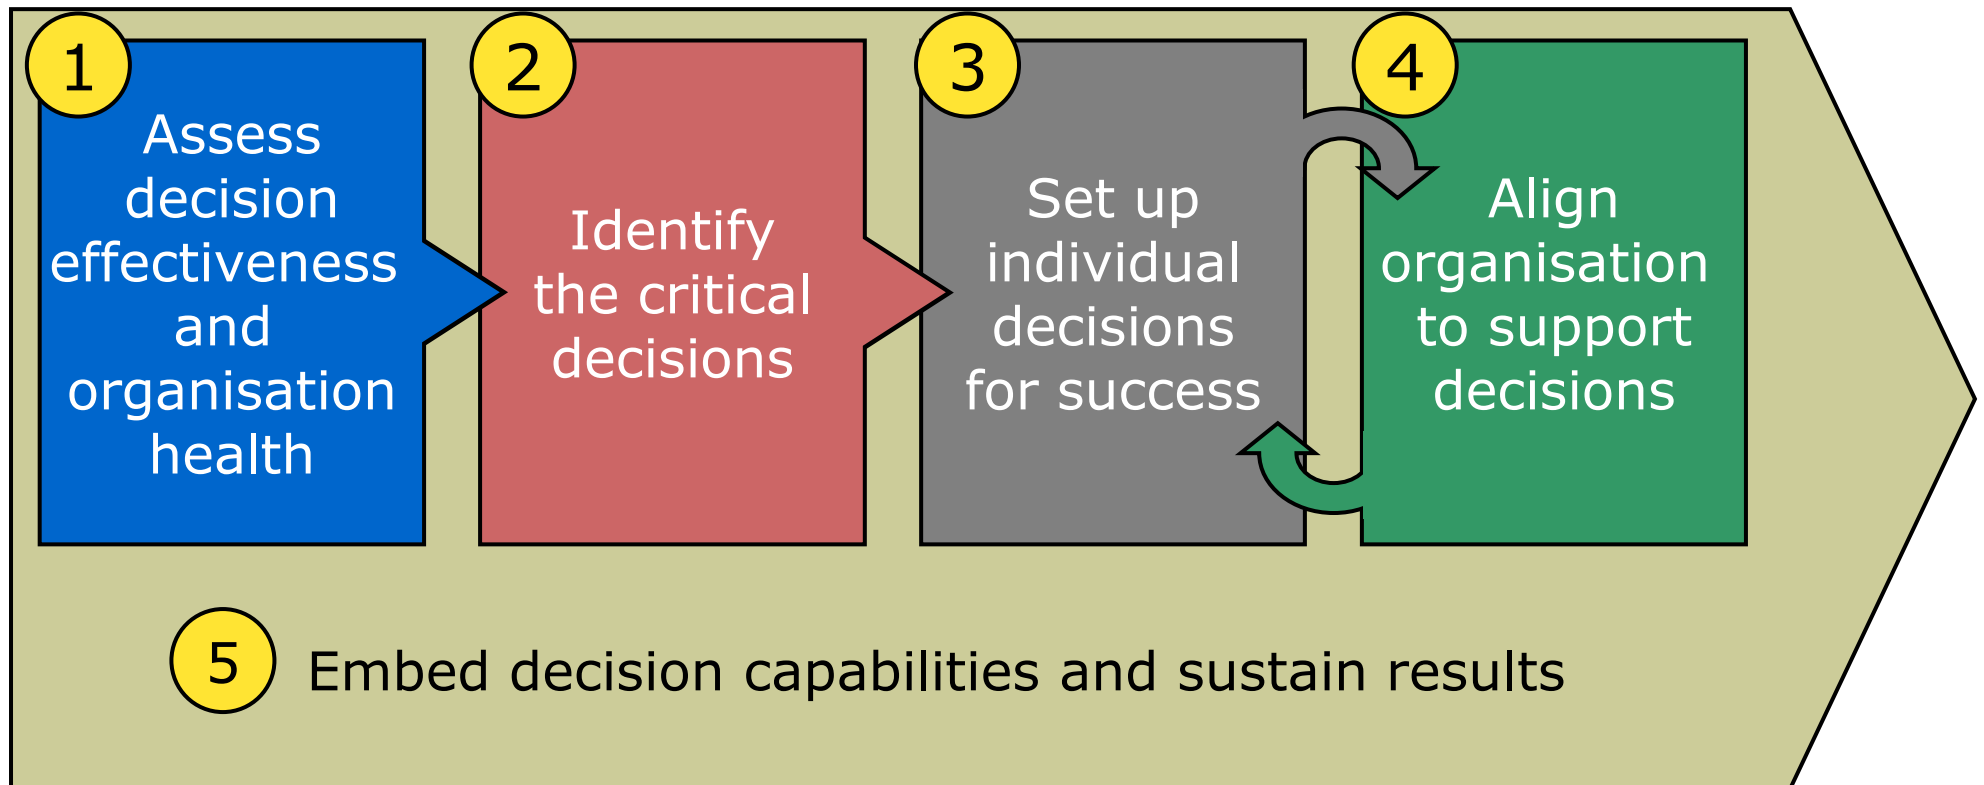 1
Assess
decision
effectiveness
and
organisation
health
2
Identify
the critical
decisions
3
Set up
individual
decisions
for success
4
Align
organisation
to support
decisions
5
Embed decision capabilities and sustain results